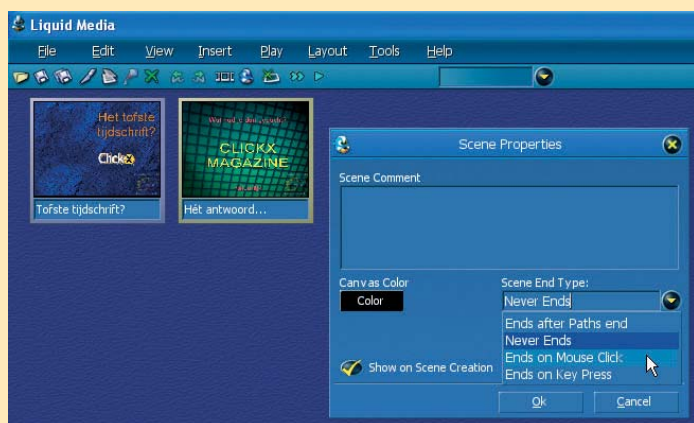 Liquid Media
File Edit View Insert Play Layout Tools Help
Het tofste
tijdschrift?
Clickx
Tofste tijdschrift?
CLICKX
MAGAZINE
Hét antwoord...
Scene Properties
Scene Comment
Canvas Color
Color
Scene End Type:
Never Ends
Ends after Paths end
Never Ends
Ends on Mouse Click
Ends on Key Press
Show on Scene Creation
Ok Cancel